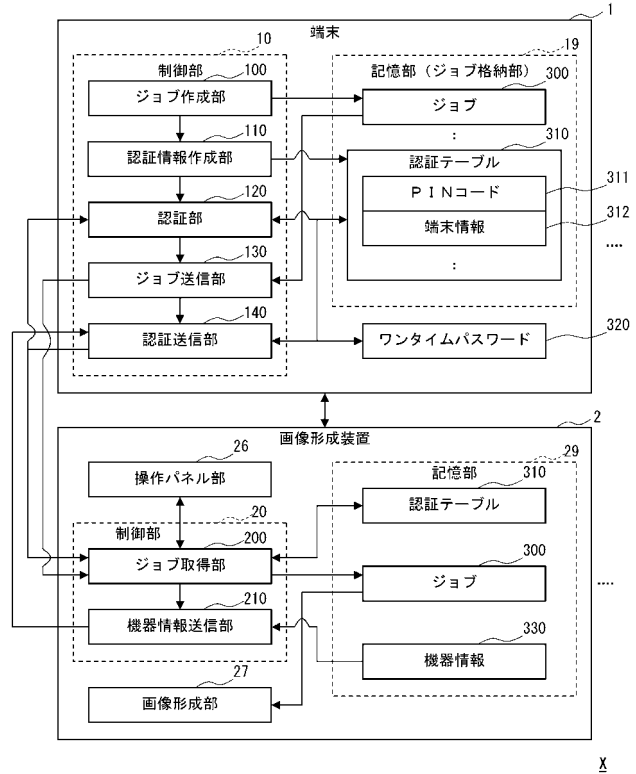 1
端末
10
19
制御部
100
記憶部（ジョブ格納部）
300
ジョブ作成部
ジョブ
：
110
310
認証情報作成部
認証テーブル
311
PINコード
120
312
認証部
端末情報
‥‥
130
ジョブ送信部
：
140
320
認証送信部
ワンタイムパスワード
2
画像形成装置
26
29
操作パネル部
記憶部
310
認証テーブル
20
制御部
200
300
ジョブ取得部
ジョブ
‥‥
210
330
機器情報送信部
機器情報
27
画像形成部
X